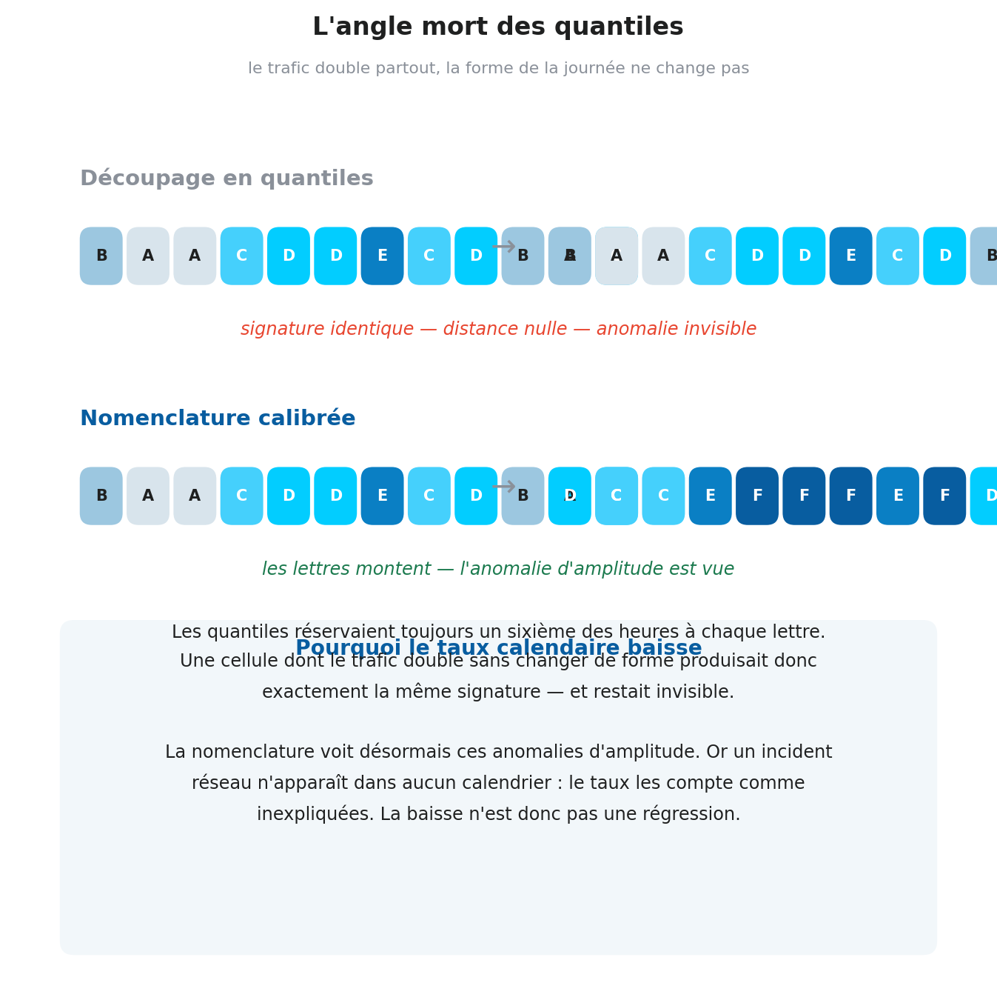 L'angle mort des quantiles
le trafic double partout, la forme de la journée ne change pas
Découpage en quantiles
B A A C D D E C D → B A A C D D E C D B
signature identique — distance nulle — anomalie invisible
Nomenclature calibrée
B A A C D D E C D → B D C C E F F F E F D
les lettres montent — l'anomalie d'amplitude est vue
Les quantiles réservaient toujours un sixième des heures à chaque lettre.
Pourquoi le taux calendaire baisse
Une cellule dont le trafic double sans changer de forme produisait donc
exactement la même signature — et restait invisible.
La nomenclature voit désormais ces anomalies d'amplitude. Or un incident
réseau n'apparaît dans aucun calendrier : le taux les compte comme
inexpliquées. La baisse n'est donc pas une régression.